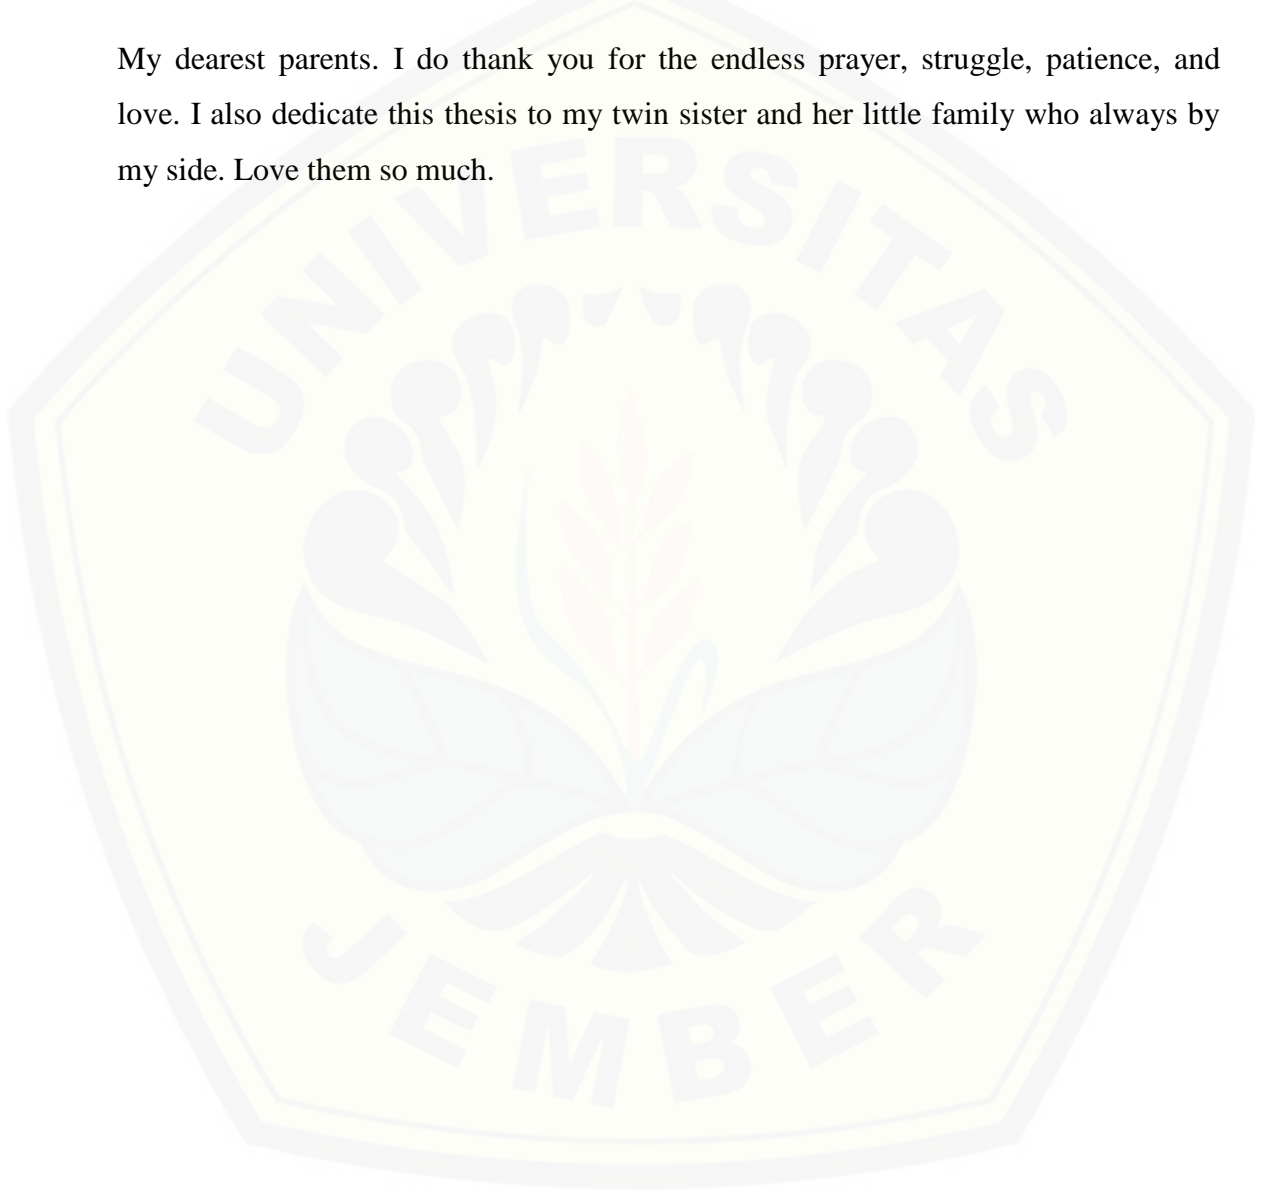 My dearest parents. I do thank you for the endless prayer, struggle, patience, and
love. I also dedicate this thesis to my twin sister and her little family who always by
my side. Love them so much.
UNIVERSITAS
JEMBER